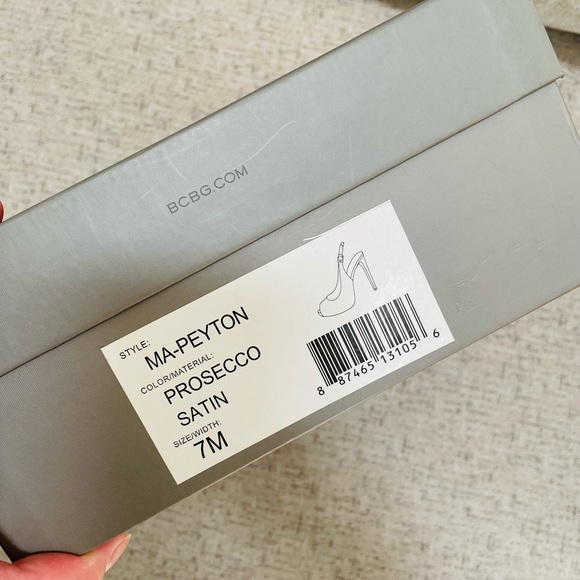 BCBG.COM
STYLE:
MA-PEYTON
COLOR/MATERIAL:
PROSECCO
SATIN
SIZE/WIDTH:
7M
8 87465 13105 6